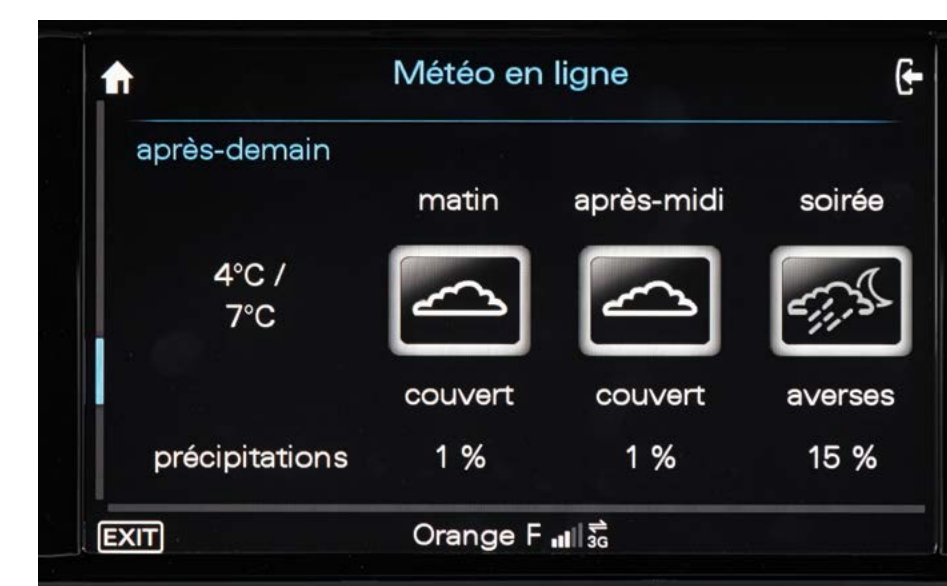 Météo en ligne
après-demain
matin après-midi soirée
4°C /
7°C
couvert couvert averses
précipitations 1 % 1 % 15 %
EXIT Orange F 3G